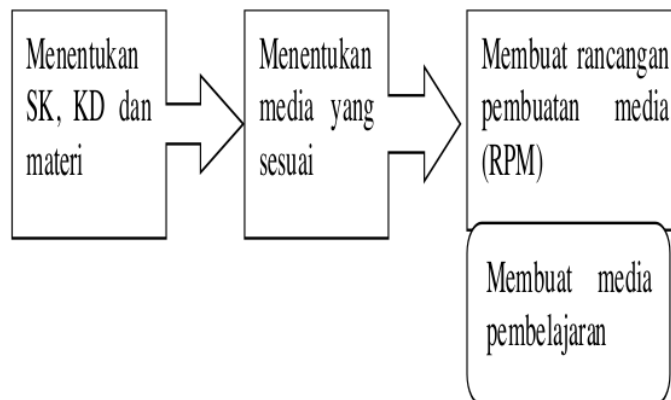 Menentukan
SK, KD dan
materi
Menentukan
media yang
sesuai
Membuat rancangan
pembuatan media
(RPM)
Membuat media
pembelajaran